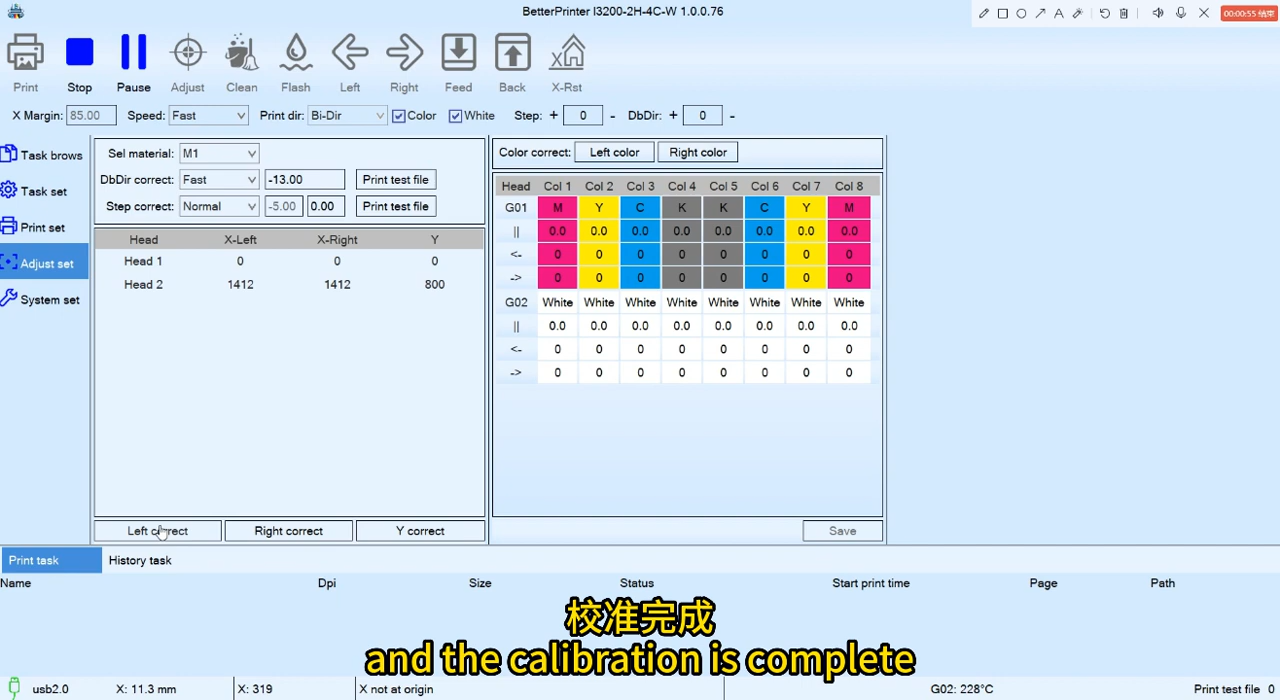 BetterPrinter I3200-2H-4C-W 1.0.0.76
00:00:55 结束
Print Stop Pause Adjust Clean Flash Left Right Feed Back X-Rst
X Margin: 85.00 Speed: Fast Print dir: Bi-Dir Color White Step: + 0 - DbDir: + 0 -
Task brows
Task set
Print set
Adjust set
System set
Sel material: M1
DbDir correct: Fast -13.00 Print test file
Step correct: Normal -5.00 0.00 Print test file
Head X-Left X-Right Y
Head 1 0 0 0
Head 2 1412 1412 800
Left correct Right correct Y correct
Color correct: Left color Right color
Head Col 1 Col 2 Col 3 Col 4 Col 5 Col 6 Col 7 Col 8
G01 M Y C K K C Y M
|| 0.0 0.0 0.0 0.0 0.0 0.0 0.0 0.0
<- 0 0 0 0 0 0 0 0
-> 0 0 0 0 0 0 0 0
G02 White White White White White White White White
|| 0.0 0.0 0.0 0.0 0.0 0.0 0.0 0.0
<- 0 0 0 0 0 0 0 0
-> 0 0 0 0 0 0 0 0
Save
Print task History task
Name Dpi Size Status Start print time Page Path
校准完成
and the calibration is complete
usb2.0 X: 11.3 mm X: 319 X not at origin G02: 228°C Print test file 0